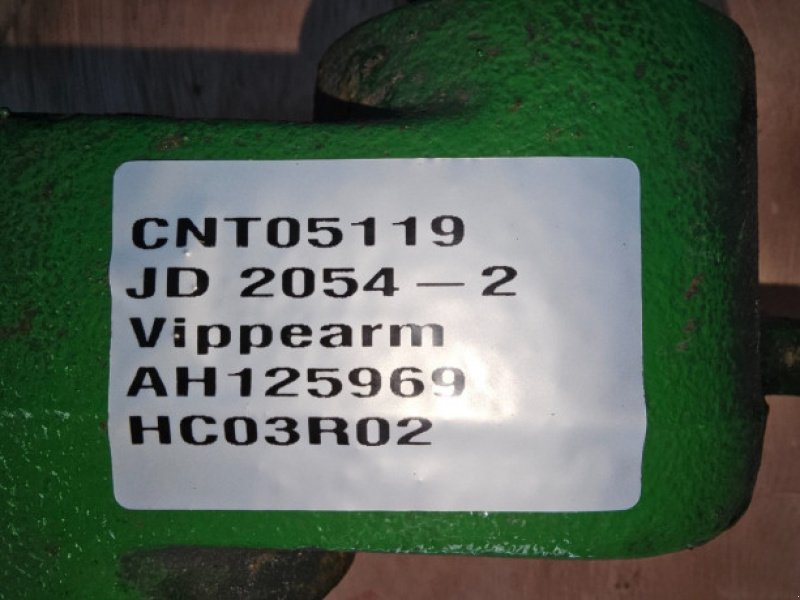 CNT05119
JD 2054 - 2
Vippearm
AH125969
HC03R02